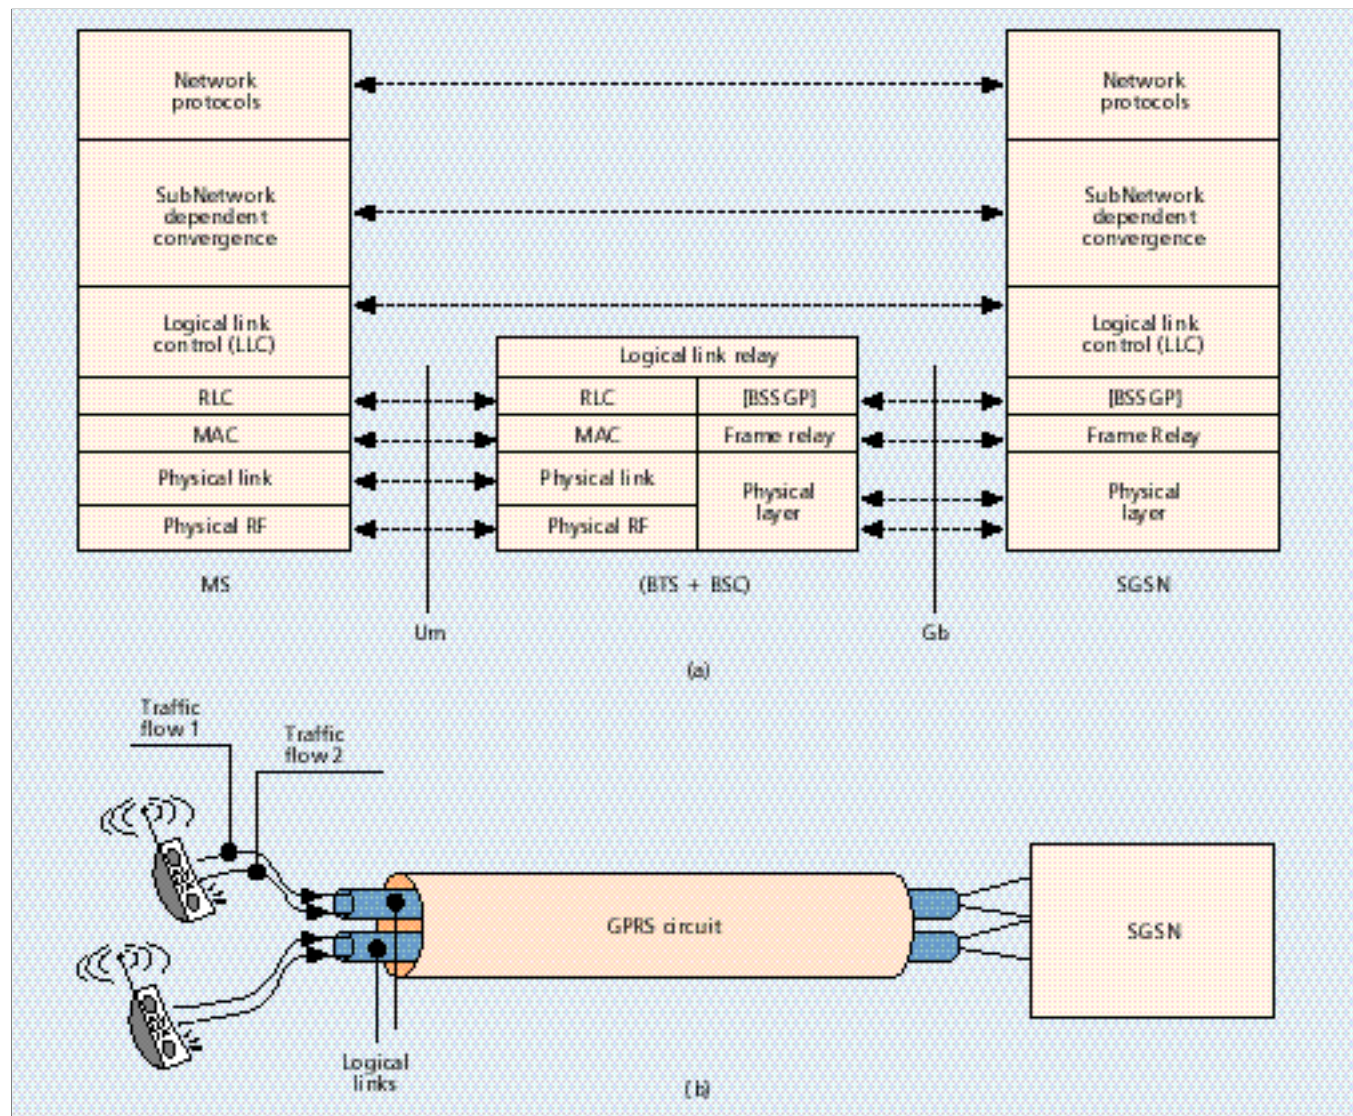 Network
protocols
Network
protocols
SubNetwork
dependent
convergence
SubNetwork
dependent
convergence
Logical link
control (LLC)
Logical link
control (LLC)
Logical link relay
RLC
RLC
[BSSGP]
[BSSGP]
MAC
MAC
Frame relay
Frame Relay
Physical link
Physical link
Physical
layer
Physical
layer
Physical RF
Physical RF
MS
(BTS + BSC)
SGSN
Um
Gb
(a)
Traffic
flow 1
Traffic
flow 2
GPRS circuit
SGSN
Logical
links
(b)